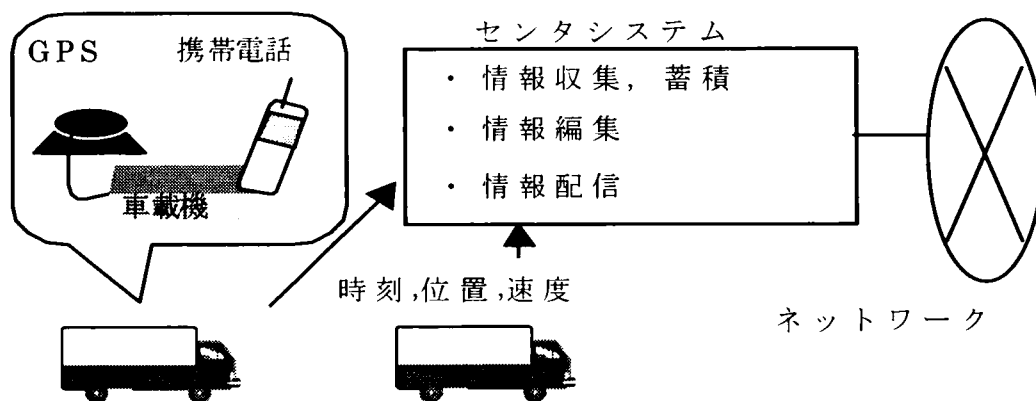 GPS 携帯電話
車載機
センタシステム
・ 情報収集, 蓄積
・ 情報編集
・ 情報配信
時刻,位置,速度
ネットワーク